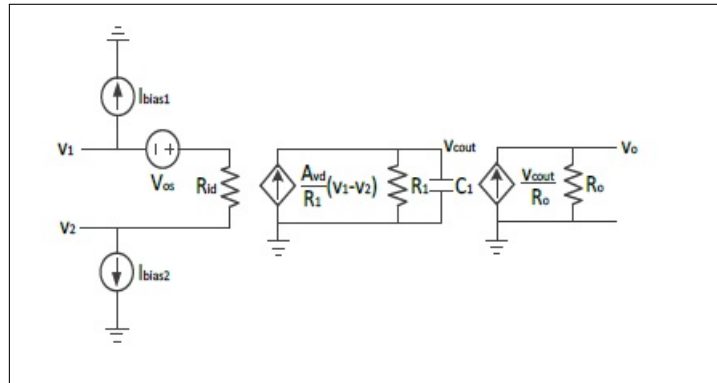 Ibias1
V1
Vos
Rid
V2
Ibias2
Avd/R1 (v1-v2)
R1
C1
Vcout
Vcout/Ro
Ro
Vo